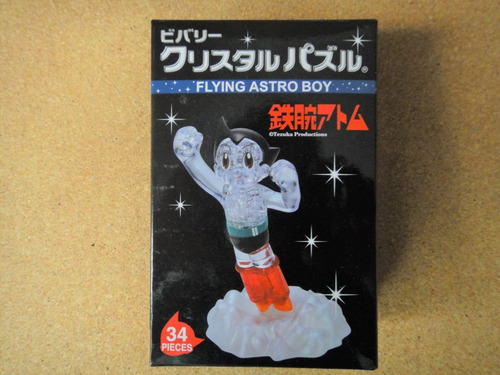 ビバリー
クリスタルパズル®
FLYING ASTRO BOY
鉄腕アトム
©Tezuka Productions
34
PIECES